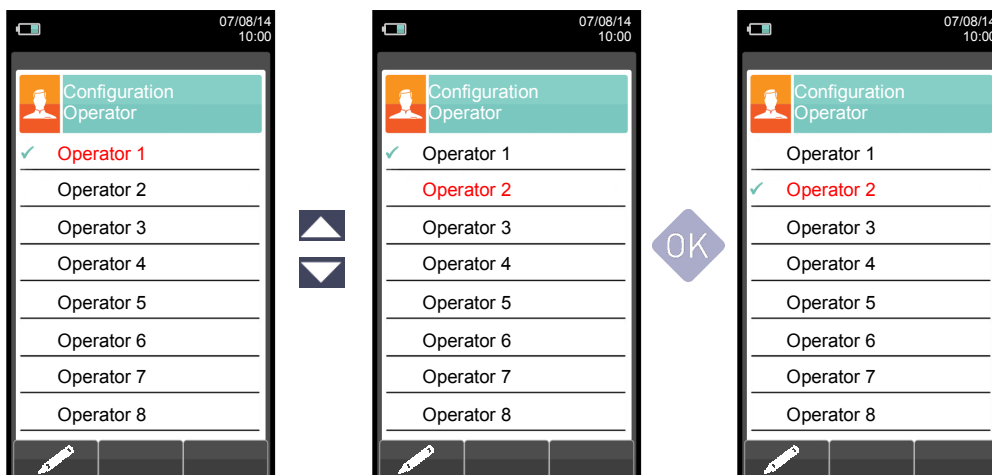 07/08/14
10:00
Configuration
Operator
✓ Operator 1
Operator 2
Operator 3
Operator 4
Operator 5
Operator 6
Operator 7
Operator 8
07/08/14
10:00
Configuration
Operator
✓ Operator 1
Operator 2
Operator 3
Operator 4
Operator 5
Operator 6
Operator 7
Operator 8
OK
07/08/14
10:00
Configuration
Operator
Operator 1
✓ Operator 2
Operator 3
Operator 4
Operator 5
Operator 6
Operator 7
Operator 8